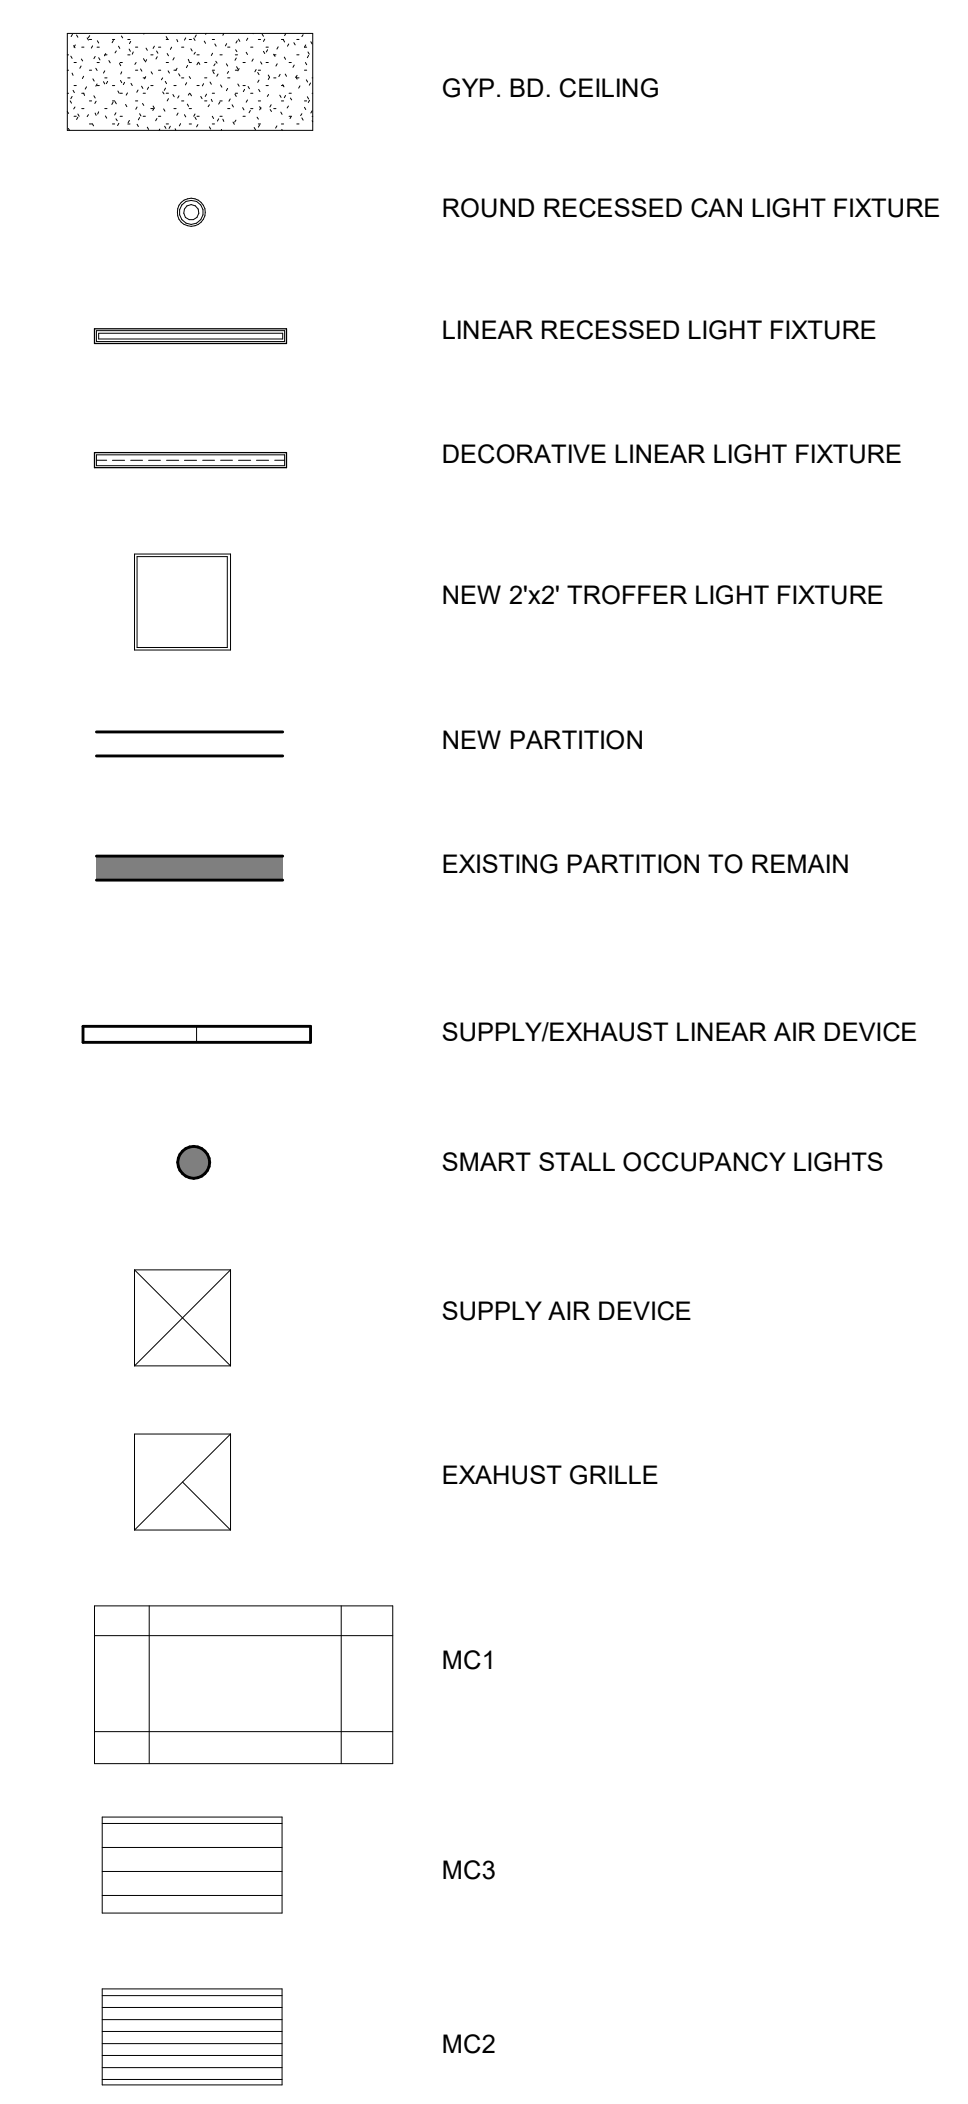 GYP. BD. CEILING
ROUND RECESSED CAN LIGHT FIXTURE
LINEAR RECESSED LIGHT FIXTURE
DECORATIVE LINEAR LIGHT FIXTURE
NEW 2'x2' TROFFER LIGHT FIXTURE
NEW PARTITION
EXISTING PARTITION TO REMAIN
SUPPLY/EXHAUST LINEAR AIR DEVICE
SMART STALL OCCUPANCY LIGHTS
SUPPLY AIR DEVICE
EXAHUST GRILLE
MC1
MC3
MC2